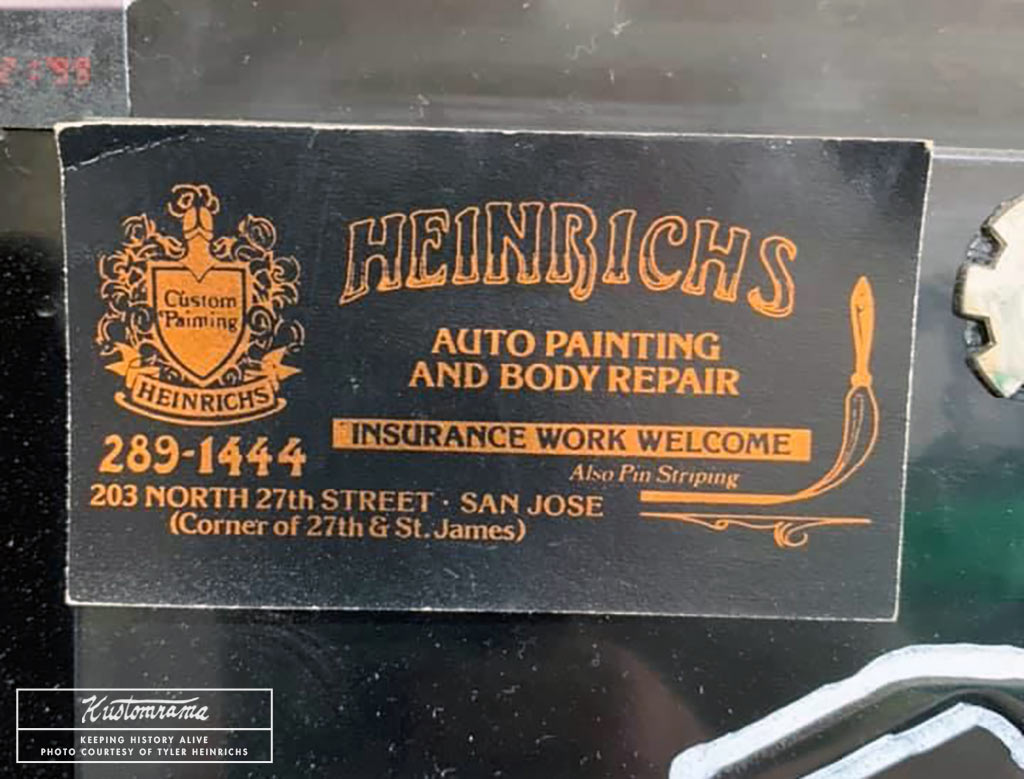 Custom
Painting
HEINRICHS
HEINRICHS
AUTO PAINTING
AND BODY REPAIR
INSURANCE WORK WELCOME
Also Pin Striping
289-1444
203 NORTH 27th STREET · SAN JOSE
(Corner of 27th & St. James)
Kustomrama
KEEPING HISTORY ALIVE
PHOTO COURTESY OF TYLER HEINRICHS